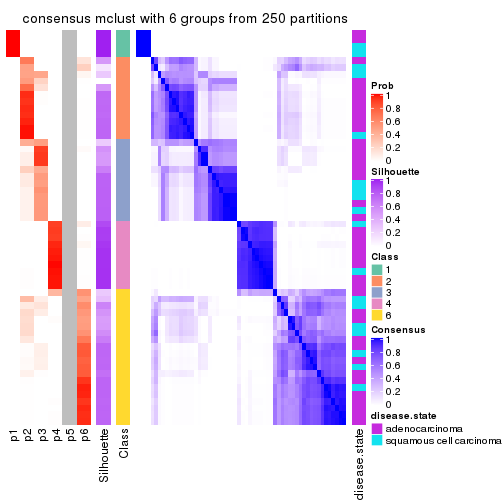 consensus mclust with 6 groups from 250 partitions
Prob
1
0.8
0.6
0.4
0.2
0
Silhouette
1
0.8
0.6
0.4
0.2
0
Class
1
2
3
4
6
Consensus
1
0.8
0.6
0.4
0.2
0
disease.state
adenocarcinoma
squamous cell carcinoma
p1
p2
p3
p4
p5
p6
Silhouette
Class
disease.state